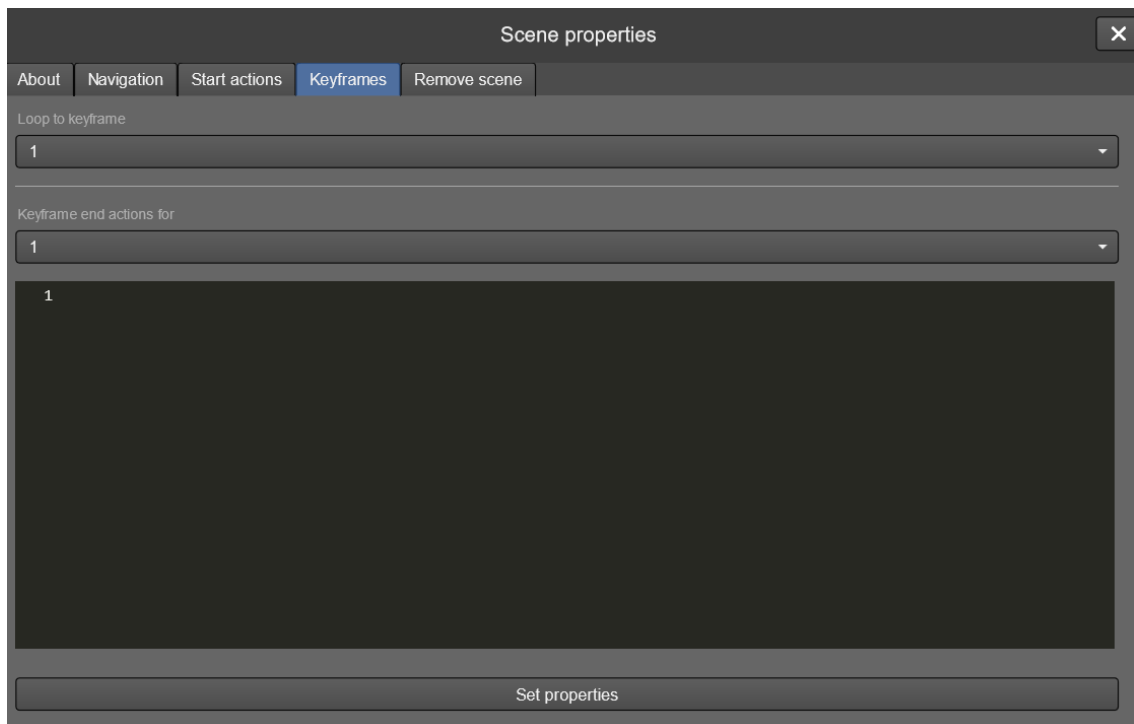 Scene properties
About Navigation Start actions Keyframes Remove scene
Loop to keyframe
1
Keyframe end actions for
1
1
Set properties